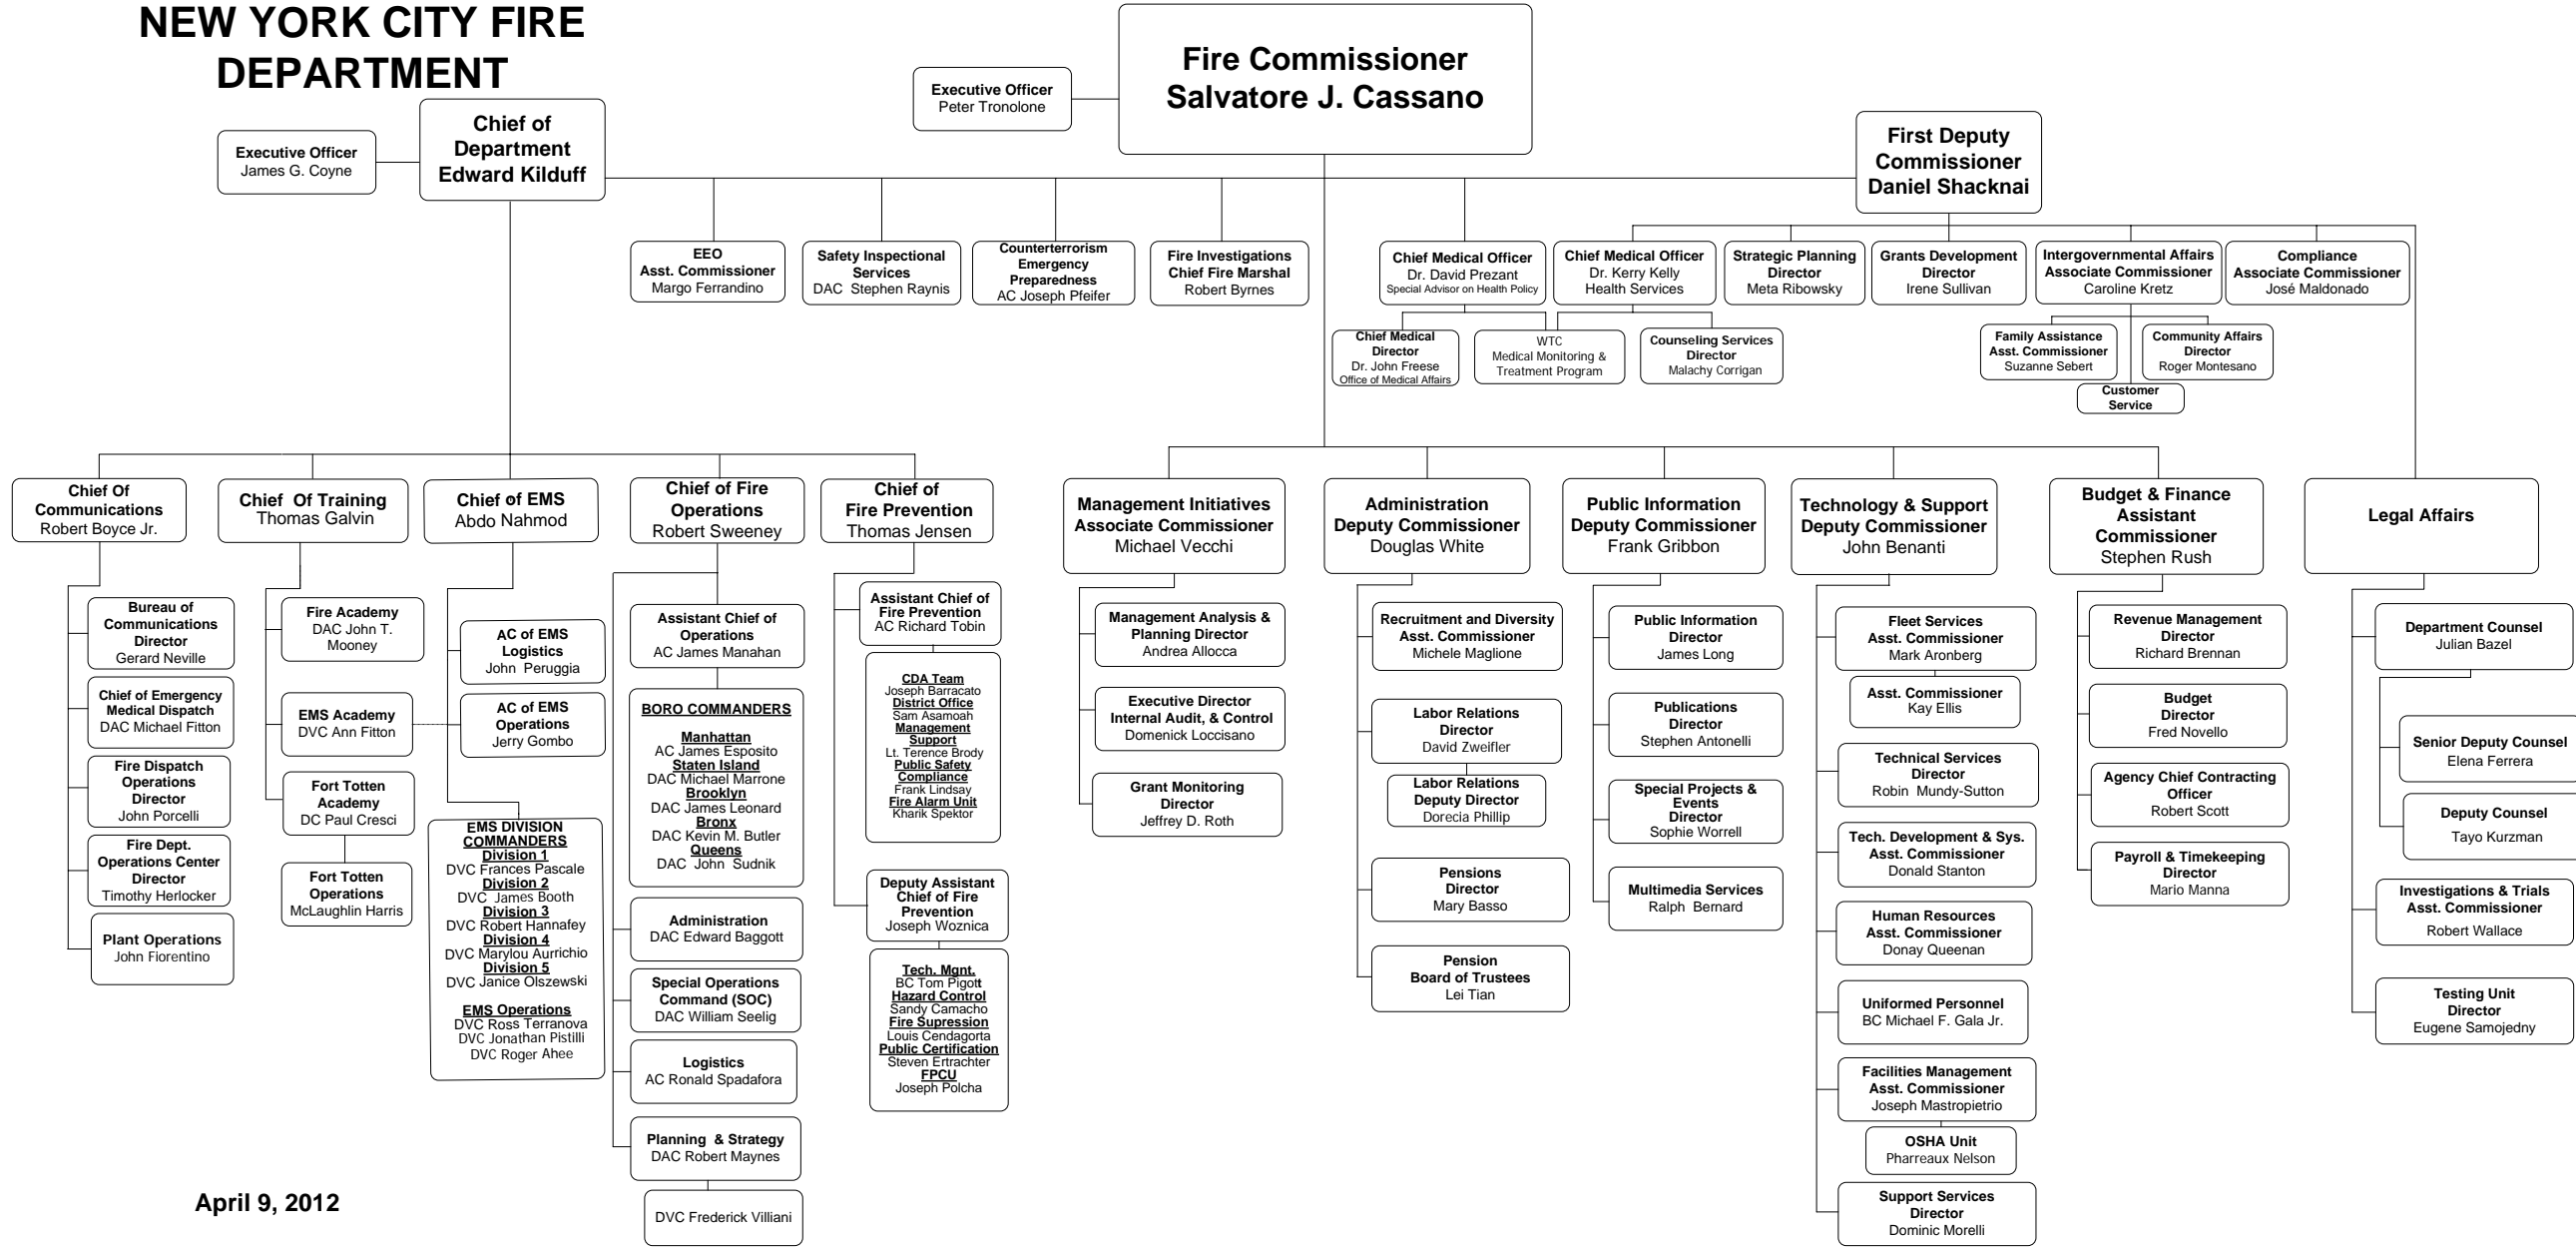 NEW YORK CITY FIRE
DEPARTMENT
Fire Commissioner
Salvatore J. Cassano
Executive Officer
Peter Tronolone
Chief of
Department
Edward Kilduff
Executive Officer
James G. Coyne
First Deputy
Commissioner
Daniel Shacknai
EEO
Asst. Commissioner
Margo Ferrandino
Safety Inspectional
Services
DAC Stephen Raynis
Counterterrorism
Emergency
Preparedness
AC Joseph Pfeifer
Fire Investigations
Chief Fire Marshal
Robert Byrnes
Chief Medical Officer
Dr. David Prezant
Special Advisor on Health Policy
Chief Medical Officer
Dr. Kerry Kelly
Health Services
Strategic Planning
Director
Meta Ribowsky
Grants Development
Director
Irene Sullivan
Intergovernmental Affairs
Associate Commissioner
Caroline Kretz
Compliance
Associate Commissioner
José Maldonado
Chief Medical
Director
Dr. John Freese
Office of Medical Affairs
WTC
Medical Monitoring &
Treatment Program
Counseling Services
Director
Malachy Corrigan
Family Assistance
Asst. Commissioner
Suzanne Sebert
Community Affairs
Director
Roger Montesano
Customer
Service
Chief Of
Communications
Robert Boyce Jr.
Chief Of Training
Thomas Galvin
Chief of EMS
Abdo Nahmod
Chief of Fire
Operations
Robert Sweeney
Chief of
Fire Prevention
Thomas Jensen
Management Initiatives
Associate Commissioner
Michael Vecchi
Administration
Deputy Commissioner
Douglas White
Public Information
Deputy Commissioner
Frank Gribbon
Technology & Support
Deputy Commissioner
John Benanti
Budget & Finance
Assistant
Commissioner
Stephen Rush
Legal Affairs
Bureau of
Communications
Director
Gerard Neville
Chief of Emergency
Medical Dispatch
DAC Michael Fitton
Fire Dispatch
Operations
Director
John Porcelli
Fire Dept.
Operations Center
Director
Timothy Herlocker
Plant Operations
John Fiorentino
Fire Academy
DAC John T.
Mooney
EMS Academy
DVC Ann Fitton
Fort Totten
Academy
DC Paul Cresci
Fort Totten
Operations
McLaughlin Harris
AC of EMS
Logistics
John Peruggia
AC of EMS
Operations
Jerry Gombo
EMS DIVISION
COMMANDERS
Division 1
DVC Frances Pascale
Division 2
DVC James Booth
Division 3
DVC Robert Hannafey
Division 4
DVC Marylou Aurrichio
Division 5
DVC Janice Olszewski
EMS Operations
DVC Ross Terranova
DVC Jonathan Pistilli
DVC Roger Ahee
Assistant Chief of
Operations
AC James Manahan
BORO COMMANDERS
Manhattan
AC James Esposito
Staten Island
DAC Michael Marrone
Brooklyn
DAC James Leonard
Bronx
DAC Kevin M. Butler
Queens
DAC John Sudnik
Administration
DAC Edward Baggott
Special Operations
Command (SOC)
DAC William Seelig
Logistics
AC Ronald Spadafora
Planning & Strategy
DAC Robert Maynes
DVC Frederick Villiani
Assistant Chief of
Fire Prevention
AC Richard Tobin
CDA Team
Joseph Barracato
District Office
Sam Asamoah
Management
Support
Lt. Terence Brody
Public Safety
Compliance
Frank Lindsay
Fire Alarm Unit
Kharik Spektor
Deputy Assistant
Chief of Fire
Prevention
Joseph Woznica
Tech. Mgnt.
BC Tom Pigott
Hazard Control
Sandy Camacho
Fire Supression
Louis Cendagorta
Public Certification
Steven Ertrachter
FPCU
Joseph Polcha
Management Analysis &
Planning Director
Andrea Allocca
Executive Director
Internal Audit, & Control
Domenick Loccisano
Grant Monitoring
Director
Jeffrey D. Roth
Recruitment and Diversity
Asst. Commissioner
Michele Maglione
Labor Relations
Director
David Zweifler
Labor Relations
Deputy Director
Dorecia Phillip
Pensions
Director
Mary Basso
Pension
Board of Trustees
Lei Tian
Public Information
Director
James Long
Publications
Director
Stephen Antonelli
Special Projects &
Events
Director
Sophie Worrell
Multimedia Services
Ralph Bernard
Fleet Services
Asst. Commissioner
Mark Aronberg
Asst. Commissioner
Kay Ellis
Technical Services
Director
Robin Mundy-Sutton
Tech. Development & Sys.
Asst. Commissioner
Donald Stanton
Human Resources
Asst. Commissioner
Donay Queenan
Uniformed Personnel
BC Michael F. Gala Jr.
Facilities Management
Asst. Commissioner
Joseph Mastropietrio
OSHA Unit
Pharreaux Nelson
Support Services
Director
Dominic Morelli
Revenue Management
Director
Richard Brennan
Budget
Director
Fred Novello
Agency Chief Contracting
Officer
Robert Scott
Payroll & Timekeeping
Director
Mario Manna
Department Counsel
Julian Bazel
Senior Deputy Counsel
Elena Ferrera
Deputy Counsel
Tayo Kurzman
Investigations & Trials
Asst. Commissioner
Robert Wallace
Testing Unit
Director
Eugene Samojedny
April 9, 2012